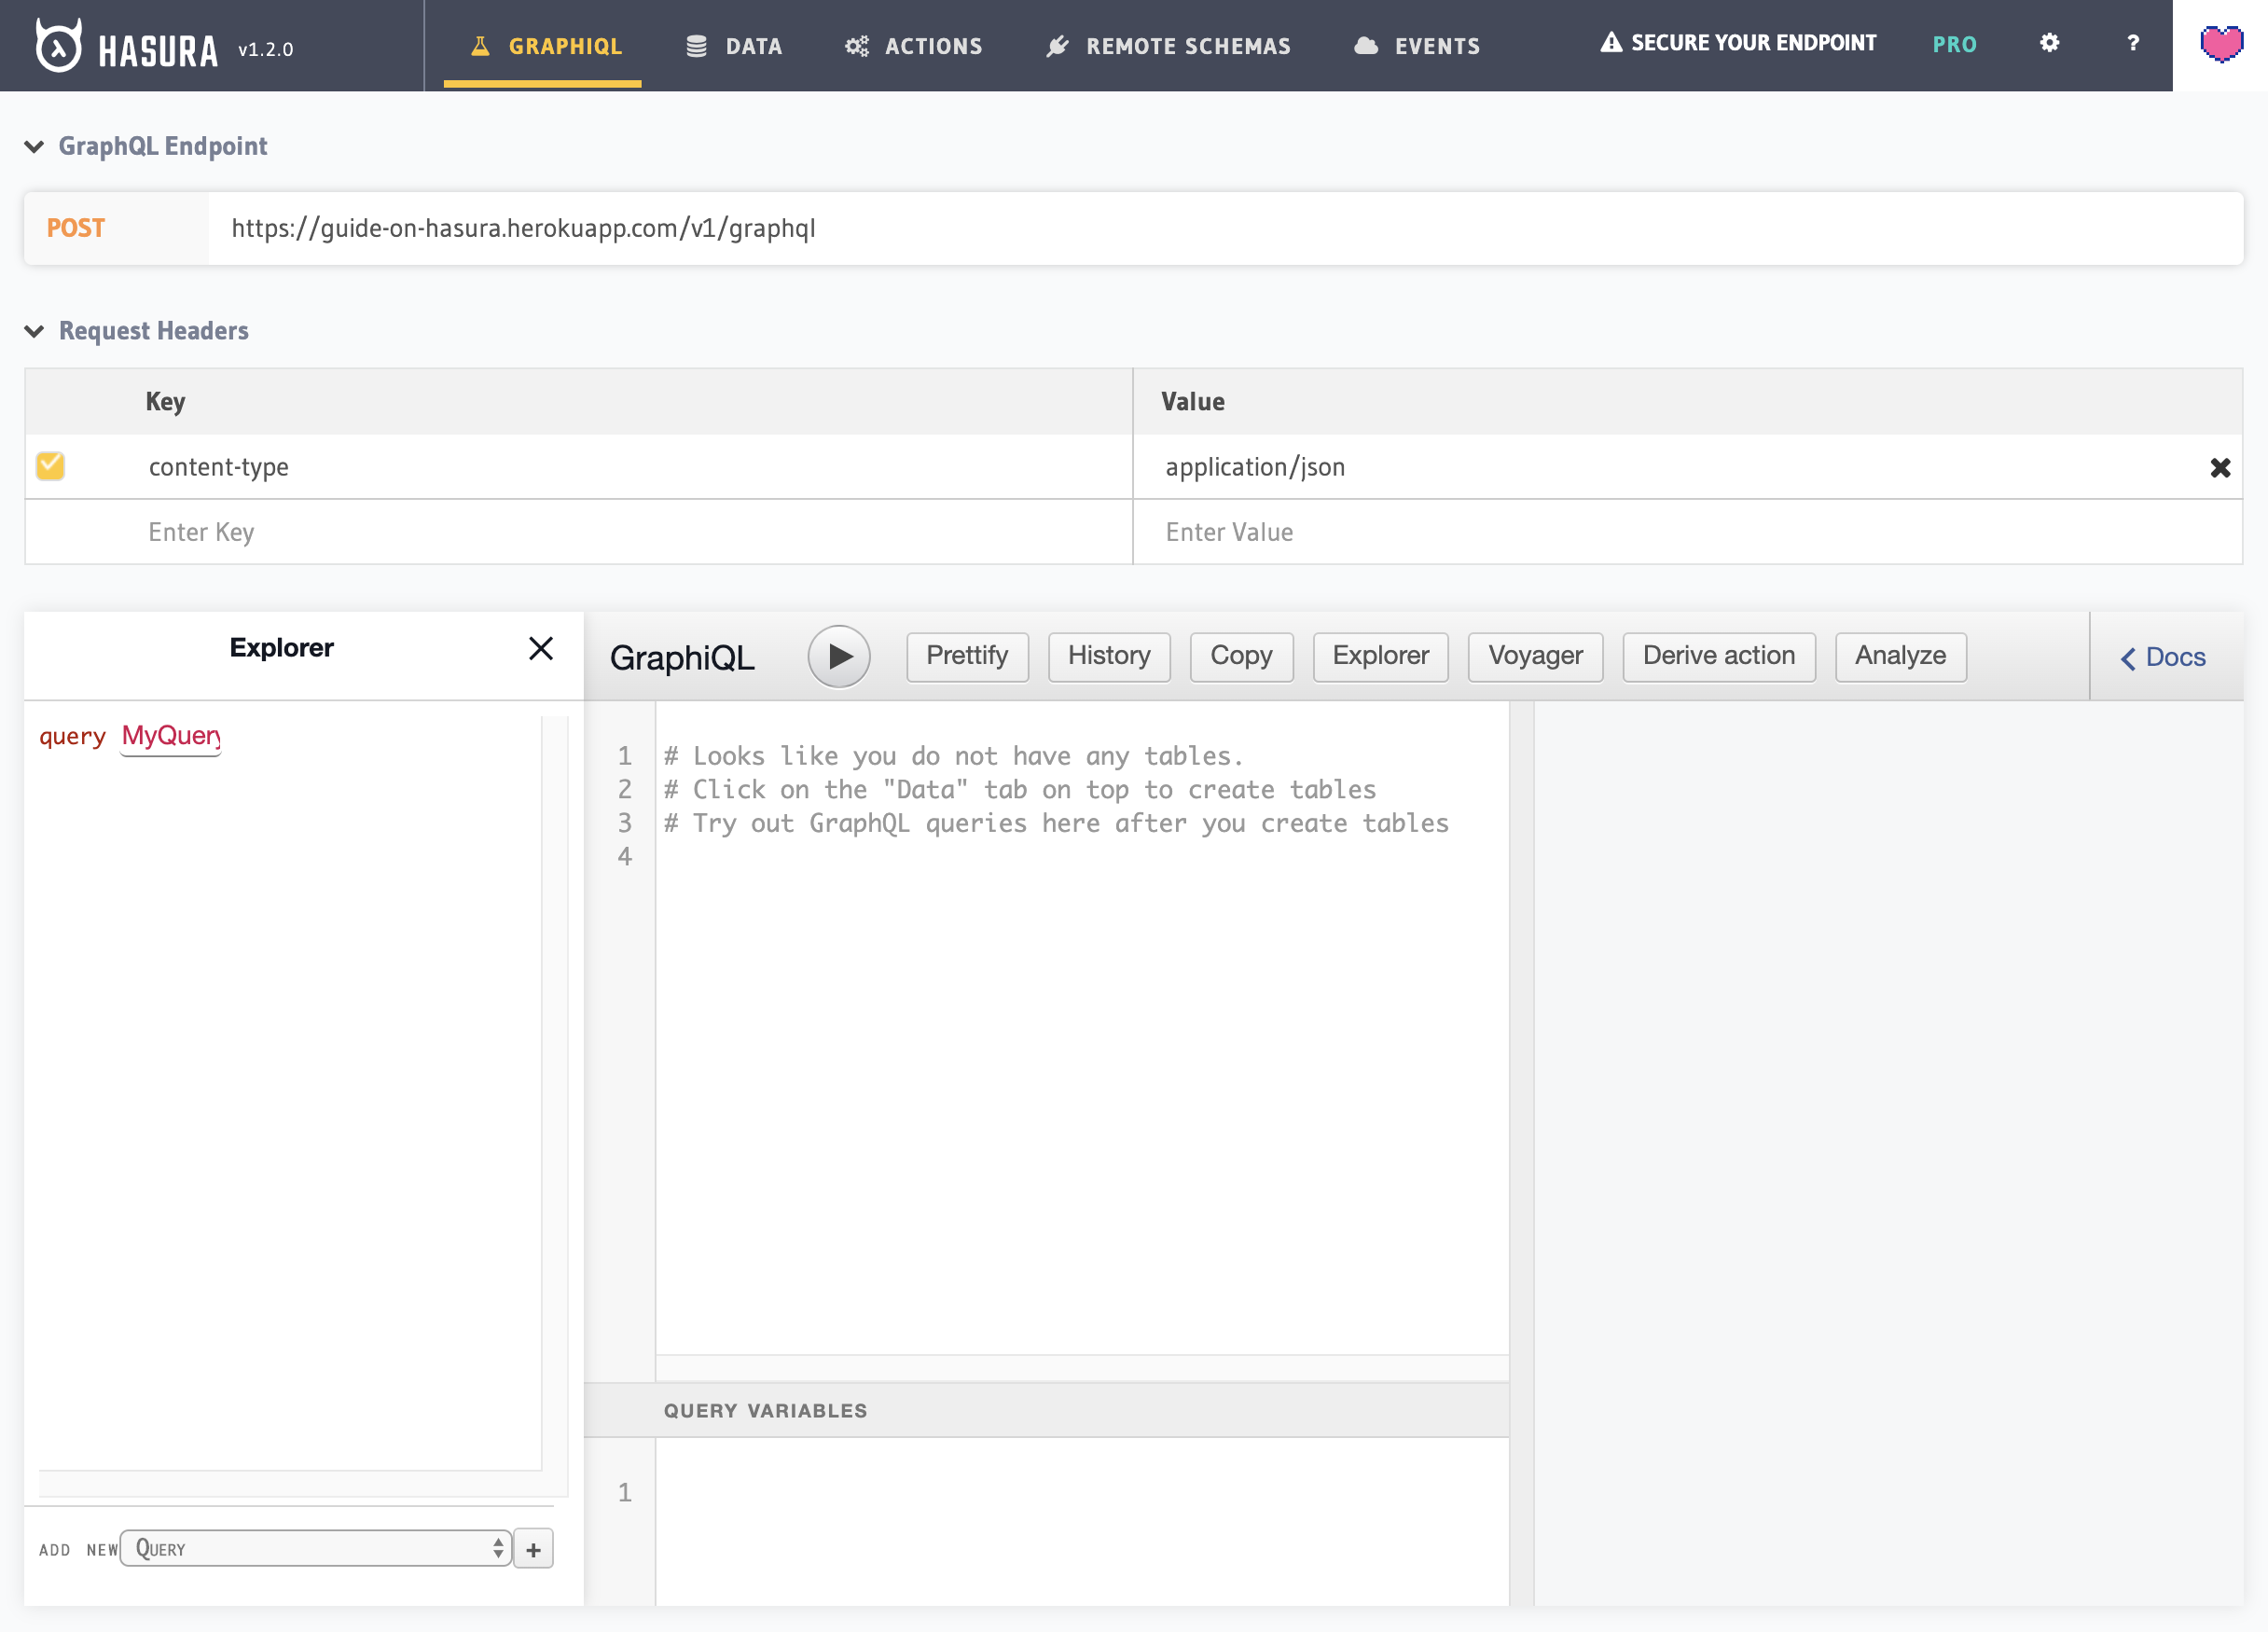 HASURA v1.2.0 GRAPHIQL DATA ACTIONS REMOTE SCHEMAS EVENTS SECURE YOUR ENDPOINT PRO ?
GraphQL Endpoint
POST https://guide-on-hasura.herokuapp.com/v1/graphql
Request Headers
Key Value
content-type application/json
Enter Key Enter Value
Explorer
GraphiQL Prettify History Copy Explorer Voyager Derive action Analyze Docs
query MyQuery
1 # Looks like you do not have any tables.
2 # Click on the "Data" tab on top to create tables
3 # Try out GraphQL queries here after you create tables
4
QUERY VARIABLES
1
ADD NEW Query +